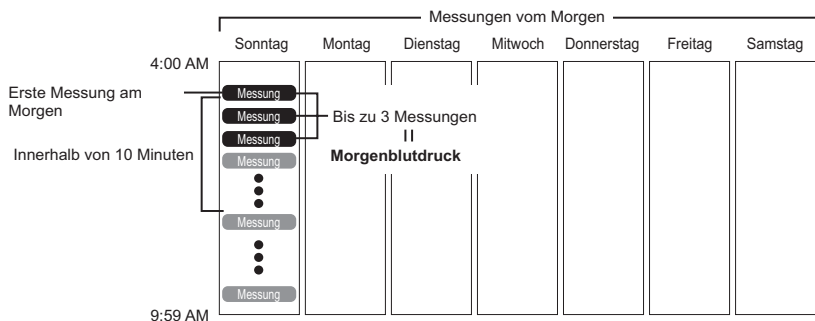 Messungen vom Morgen
Sonntag Montag Dienstag Mitwoch Donnerstag Freitag Samstag
4:00 AM
Erste Messung am
Morgen
Messung
Messung
Bis zu 3 Messungen
Messung
Innerhalb von 10 Minuten
Messung
Morgenblutdruck
Messung
Messung
9:59 AM